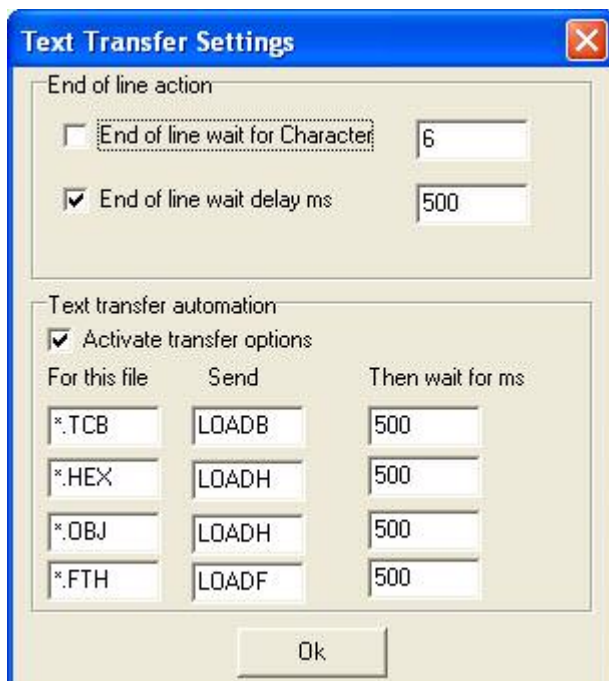 Text Transfer Settings
End of line action
End of line wait for Character 6
End of line wait delay ms 500
Text transfer automation
Activate transfer options
For this file Send Then wait for ms
*.TCB LOADB 500
*.HEX LOADH 500
*.OBJ LOADH 500
*.FTH LOADF 500
Ok